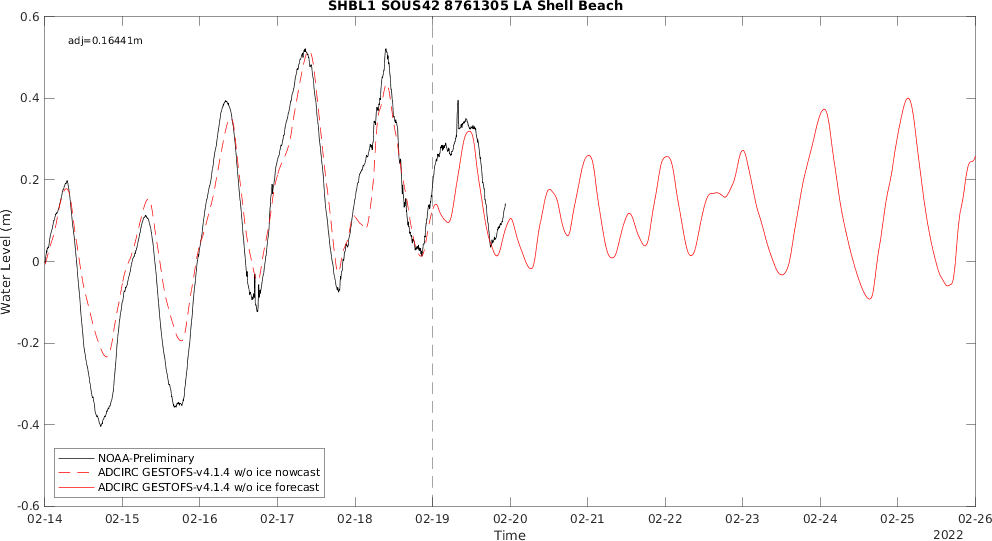 SHBL1 SOUS42 8761305 LA Shell Beach
adj=0.16441m
0.6
0.4
0.2
0
-0.2
-0.4
-0.6
Water Level (m)
NOAA-Preliminary
ADCIRC GESTOFS-v4.1.4 w/o ice nowcast
ADCIRC GESTOFS-v4.1.4 w/o ice forecast
02-14 02-15 02-16 02-17 02-18 02-19 02-20 02-21 02-22 02-23 02-24 02-25 02-26
Time
2022